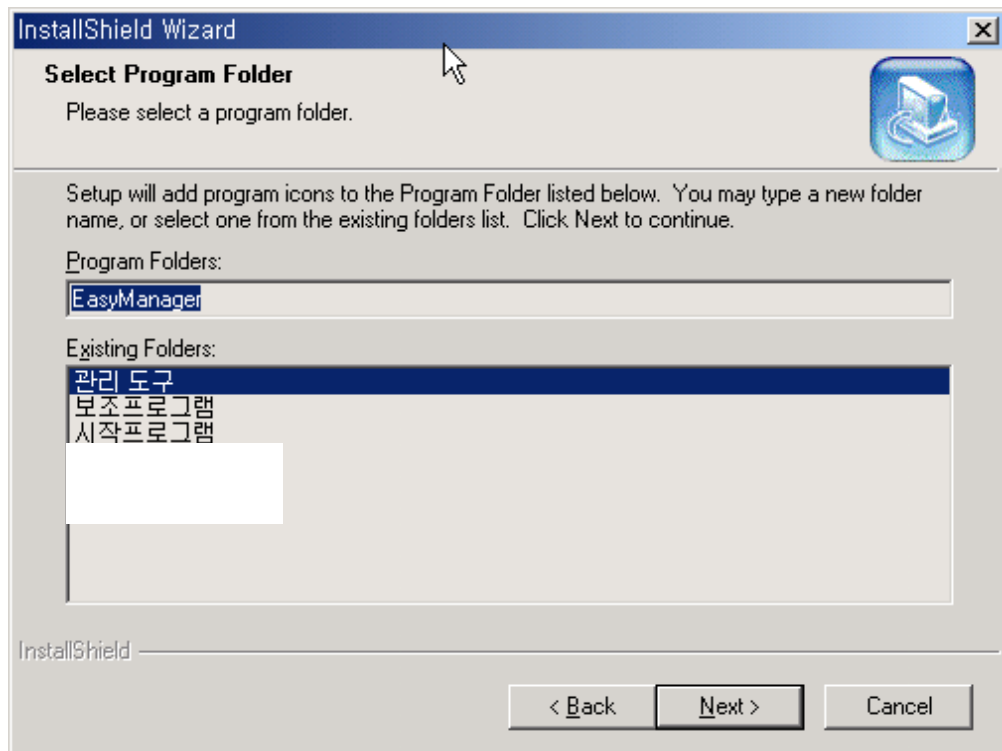 InstallShield Wizard
Select Program Folder
Please select a program folder.
Setup will add program icons to the Program Folder listed below.  You may type a new folder
name, or select one from the existing folders list.  Click Next to continue.
Program Folders:
EasyManager
Existing Folders:
관리 도구
보조프로그램
시작프로그램
InstallShield
< Back
Next >
Cancel